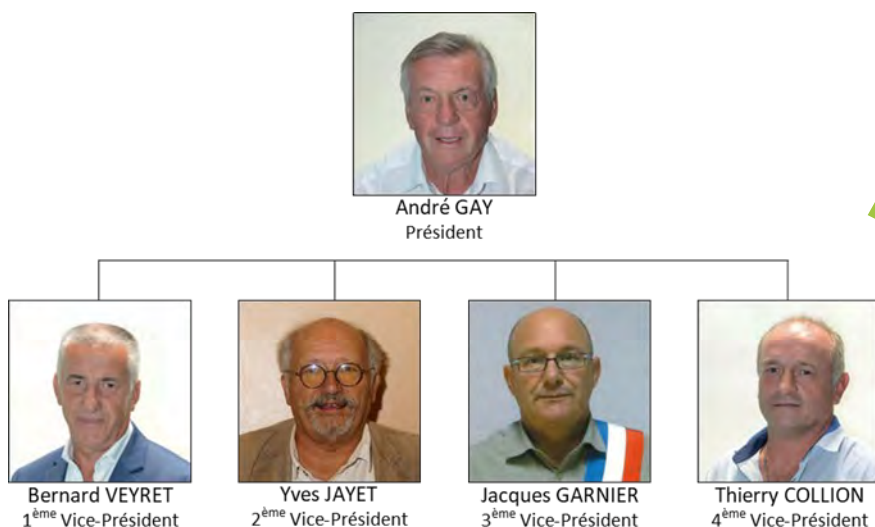 André GAY
Président
Bernard VEYRET
1ème Vice-Président
Yves JAYET
2ème Vice-Président
Jacques GARNIER
3ème Vice-Président
Thierry COLLION
4ème Vice-Président